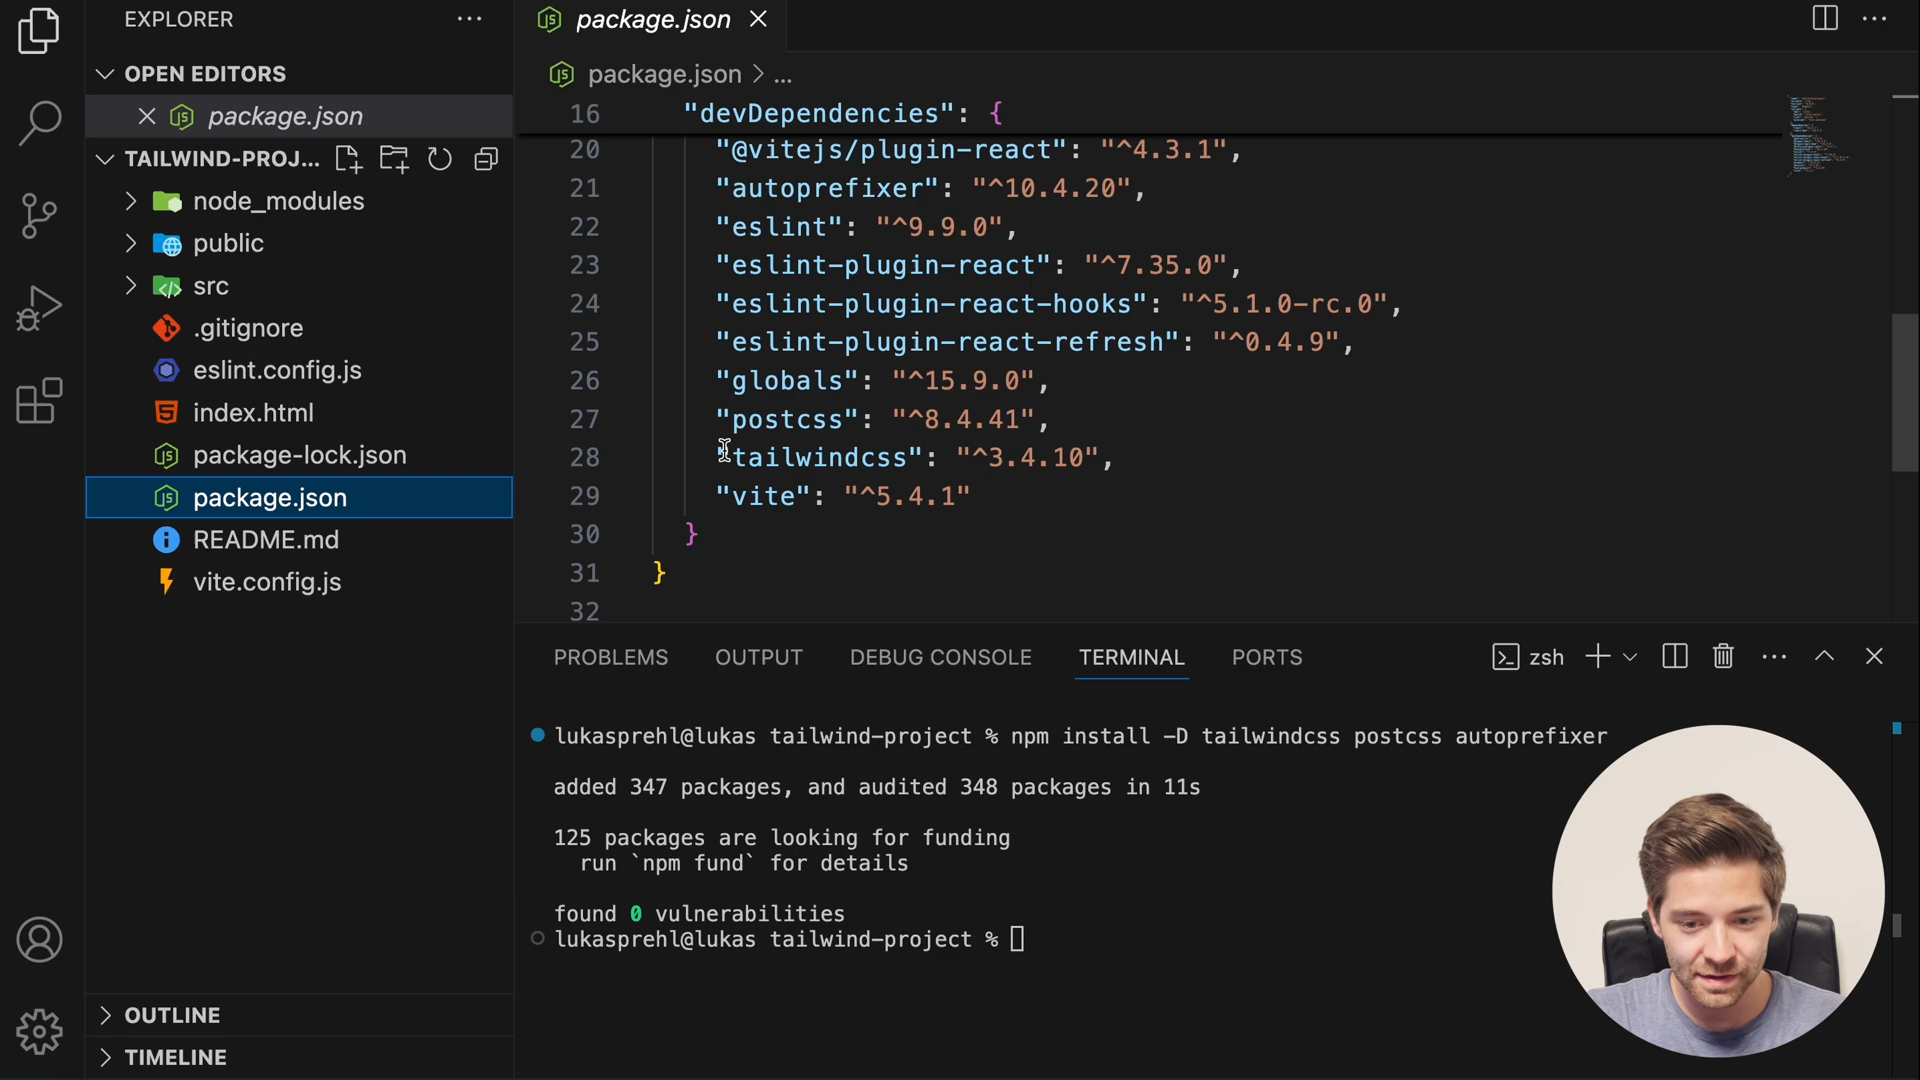 EXPLORER
OPEN EDITORS
package.json
TAILWIND-PROJ...
node_modules
public
src
.gitignore
eslint.config.js
index.html
package-lock.json
package.json
README.md
vite.config.js
OUTLINE
TIMELINE
package.json
package.json > ...
16 "devDependencies": {
20 "@vitejs/plugin-react": "^4.3.1",
21 "autoprefixer": "^10.4.20",
22 "eslint": "^9.9.0",
23 "eslint-plugin-react": "^7.35.0",
24 "eslint-plugin-react-hooks": "^5.1.0-rc.0",
25 "eslint-plugin-react-refresh": "^0.4.9",
26 "globals": "^15.9.0",
27 "postcss": "^8.4.41",
28 "tailwindcss": "^3.4.10",
29 "vite": "^5.4.1"
30 }
31 }
32
PROBLEMS OUTPUT DEBUG CONSOLE TERMINAL PORTS zsh
lukasprehl@lukas tailwind-project % npm install -D tailwindcss postcss autoprefixer
added 347 packages, and audited 348 packages in 11s
125 packages are looking for funding
run `npm fund` for details
found 0 vulnerabilities
lukasprehl@lukas tailwind-project %